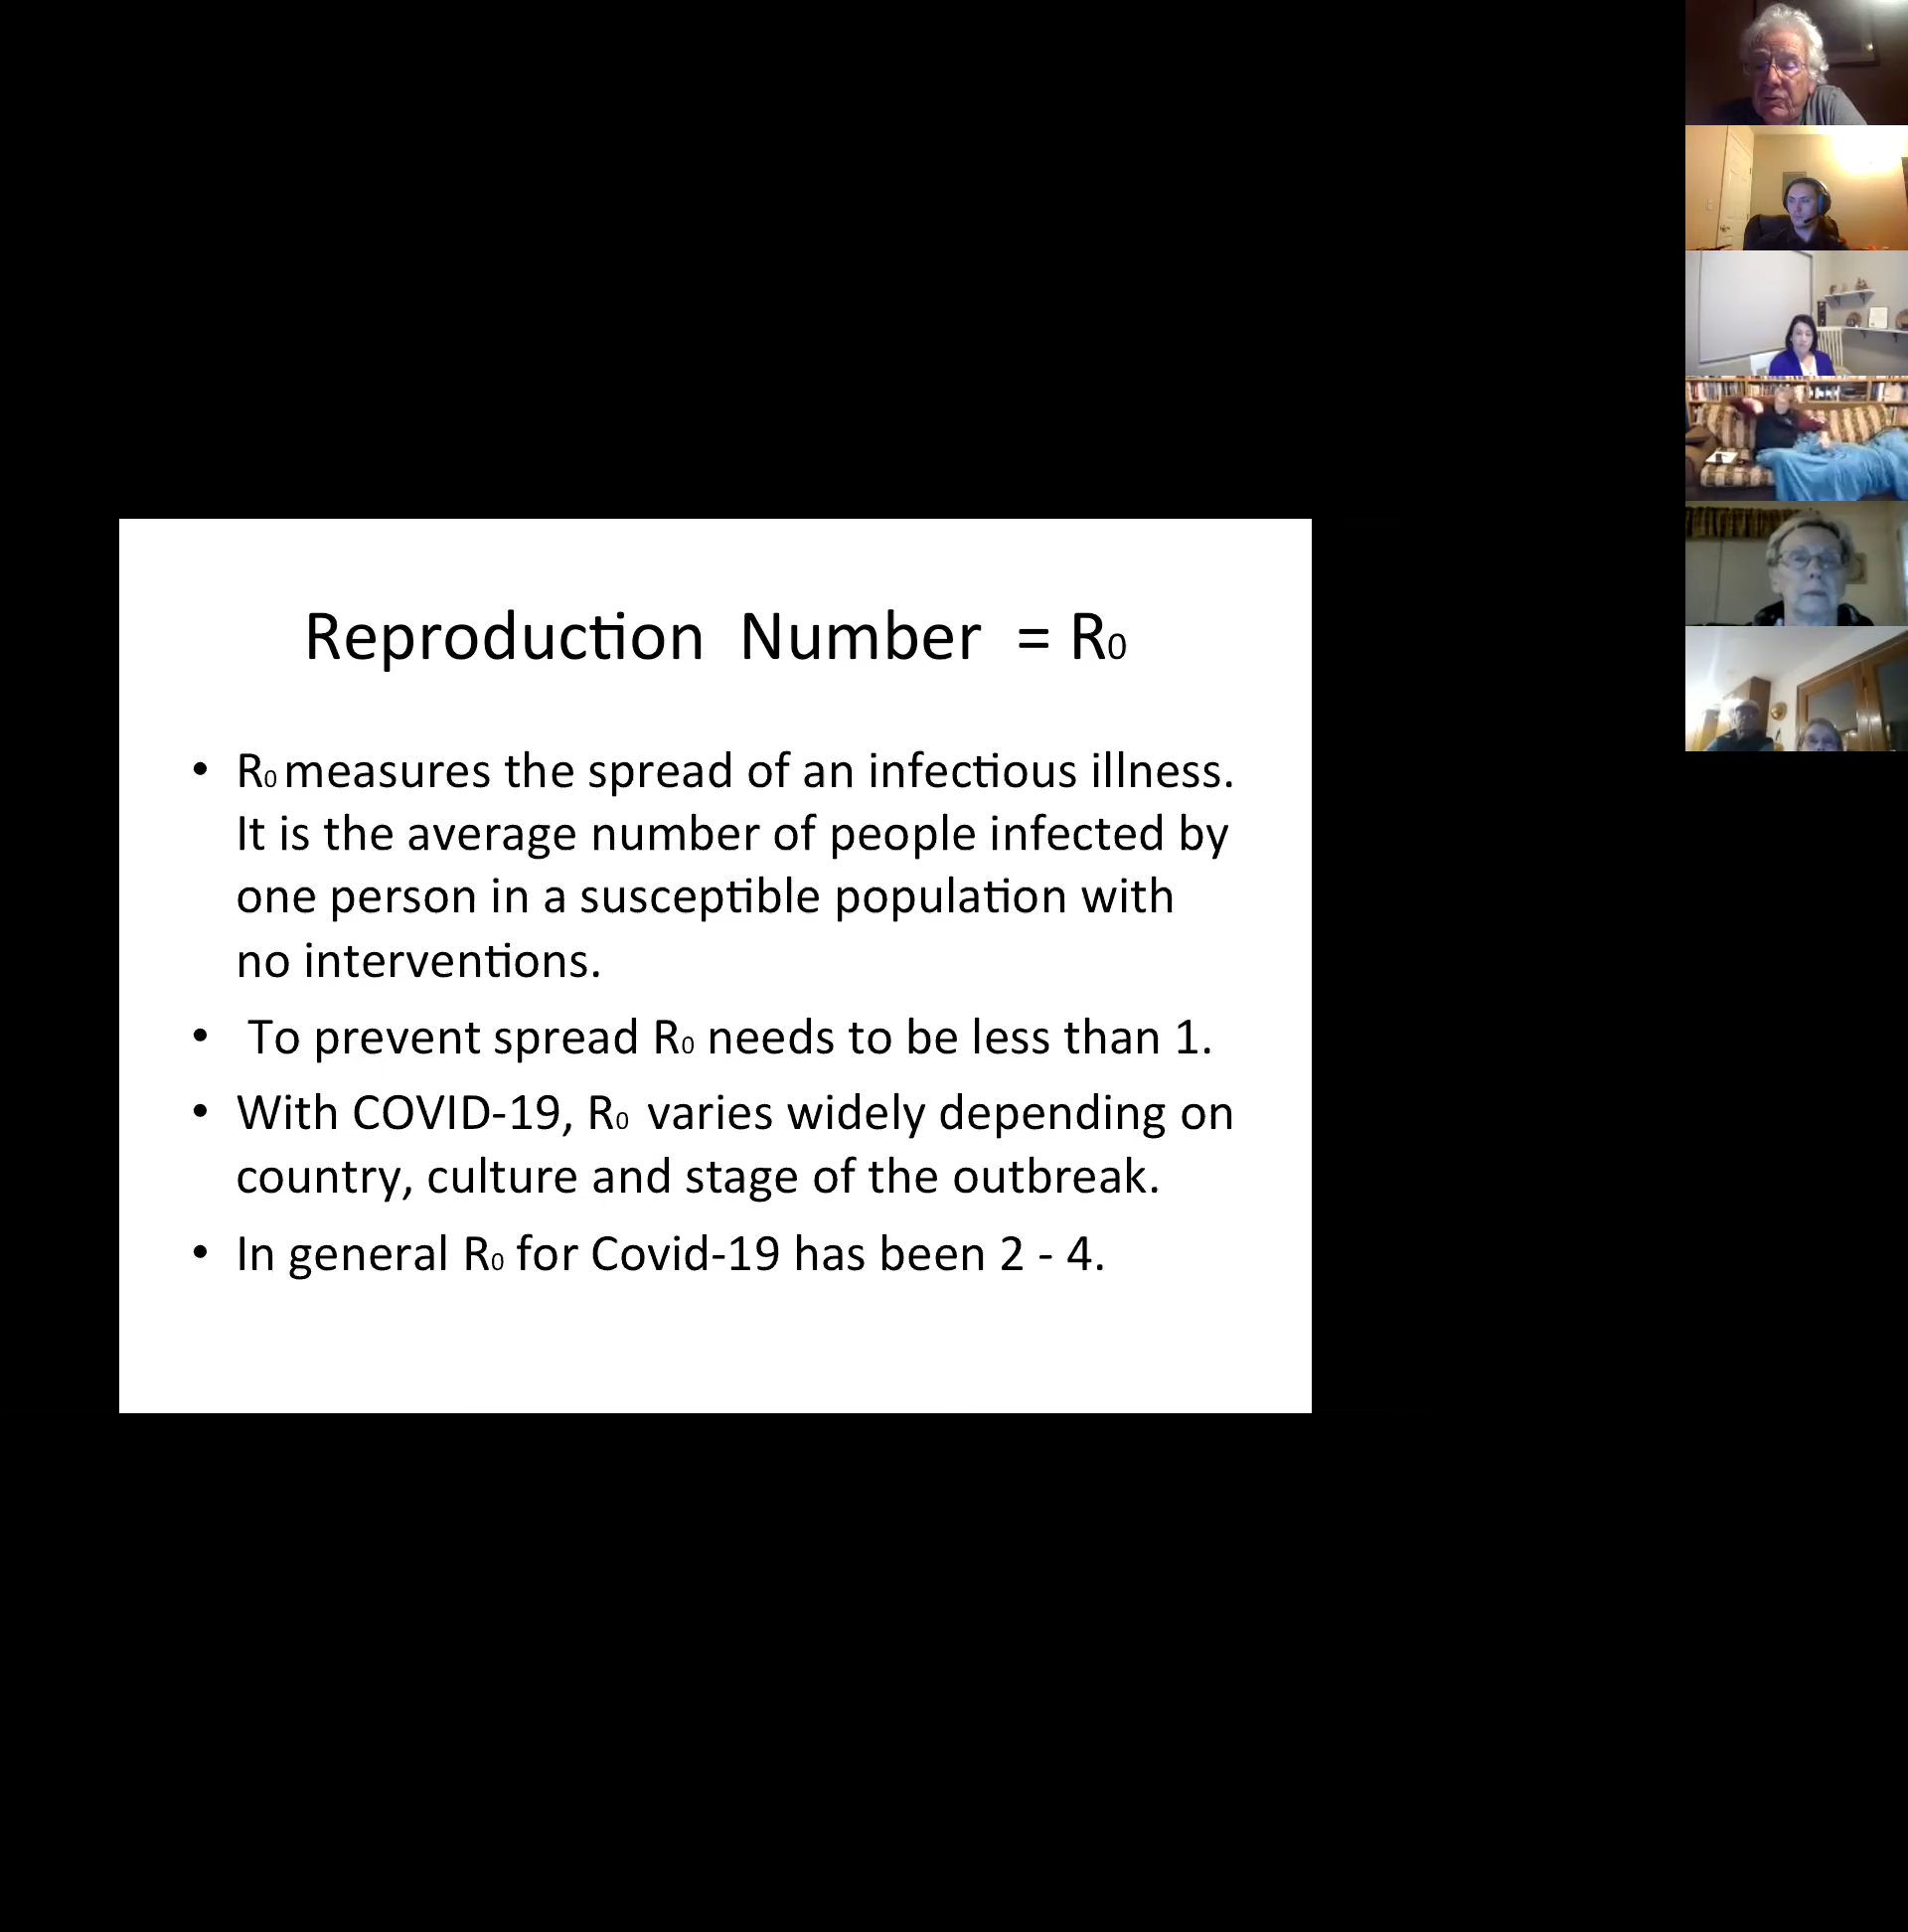 Reproduction Number = R₀
• R₀ measures the spread of an infectious illness.
It is the average number of people infected by
one person in a susceptible population with
no interventions.
• To prevent spread R₀ needs to be less than 1.
• With COVID-19, R₀ varies widely depending on
country, culture and stage of the outbreak.
• In general R₀ for Covid-19 has been 2 - 4.